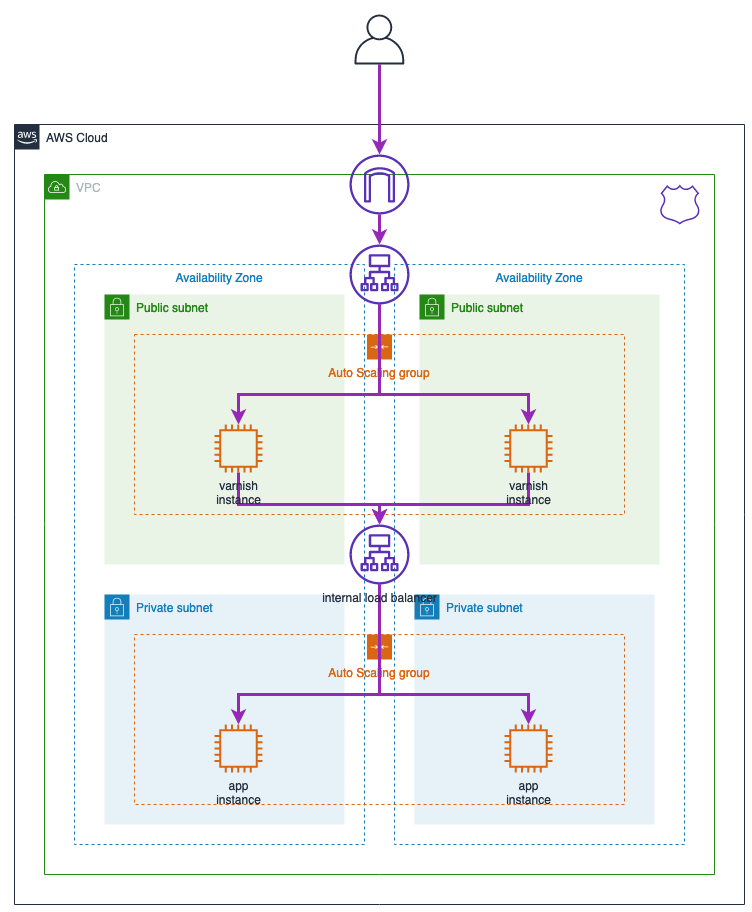 aws
AWS Cloud
VPC
Availability Zone
Availability Zone
Public subnet
Public subnet
Auto Scaling group
varnish
instance
varnish
instance
internal load balancer
Private subnet
Private subnet
Auto Scaling group
app
instance
app
instance